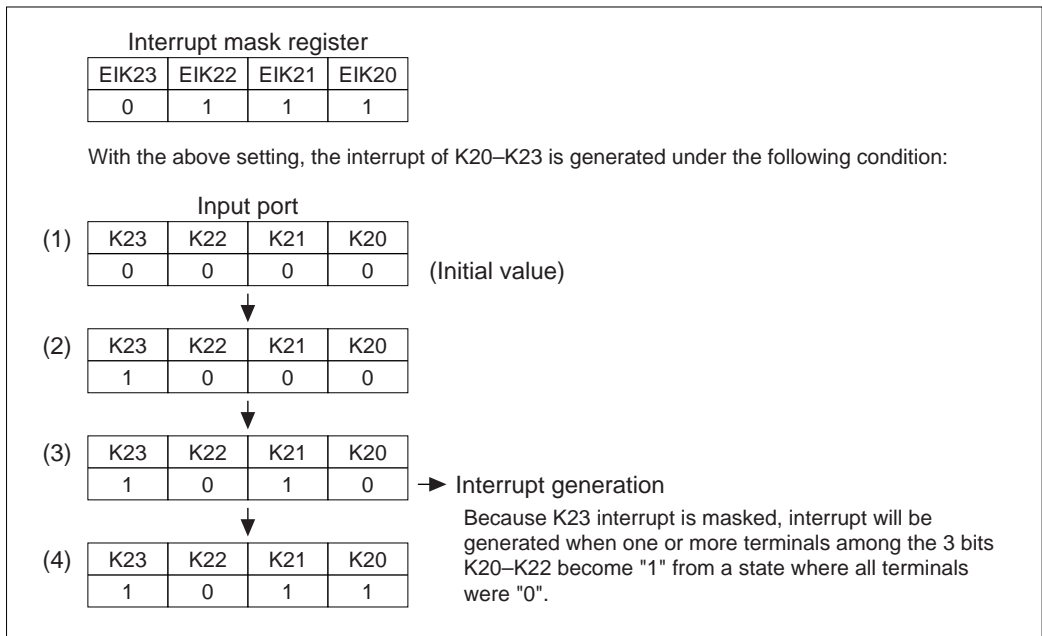 Interrupt mask register
EIK23 EIK22 EIK21 EIK20
0 1 1 1
With the above setting, the interrupt of K20–K23 is generated under the following condition:
Input port
(1) K23 K22 K21 K20
0 0 0 0 (Initial value)
(2) K23 K22 K21 K20
1 0 0 0
(3) K23 K22 K21 K20
1 0 1 0 Interrupt generation
Because K23 interrupt is masked, interrupt will be
generated when one or more terminals among the 3 bits
K20–K22 become "1" from a state where all terminals
were "0".
(4) K23 K22 K21 K20
1 0 1 1